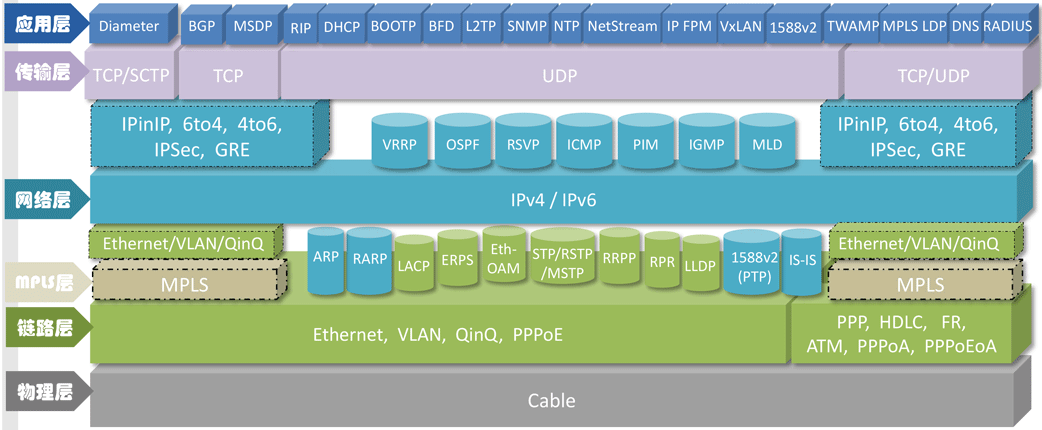 应用层
Diameter
BGP
MSDP
RIP
DHCP
BOOTP
BFD
L2TP
SNMP
NTP
NetStream
IP FPM
VxLAN
1588v2
TWAMP
MPLS LDP
DNS
RADIUS
传输层
TCP/SCTP
TCP
UDP
TCP/UDP
IPinIP, 6to4, 4to6,
IPSec, GRE
VRRP
OSPF
RSVP
ICMP
PIM
IGMP
MLD
IPinIP, 6to4, 4to6,
IPSec, GRE
网络层
IPv4 / IPv6
Ethernet/VLAN/QinQ
ARP
RARP
LACP
ERPS
Eth-
OAM
STP/RSTP
/MSTP
RRPP
RPR
LLDP
1588v2
(PTP)
IS-IS
Ethernet/VLAN/QinQ
MPLS层
MPLS
MPLS
链路层
Ethernet, VLAN, QinQ, PPPoE
PPP, HDLC, FR,
ATM, PPPoA, PPPoEoA
物理层
Cable